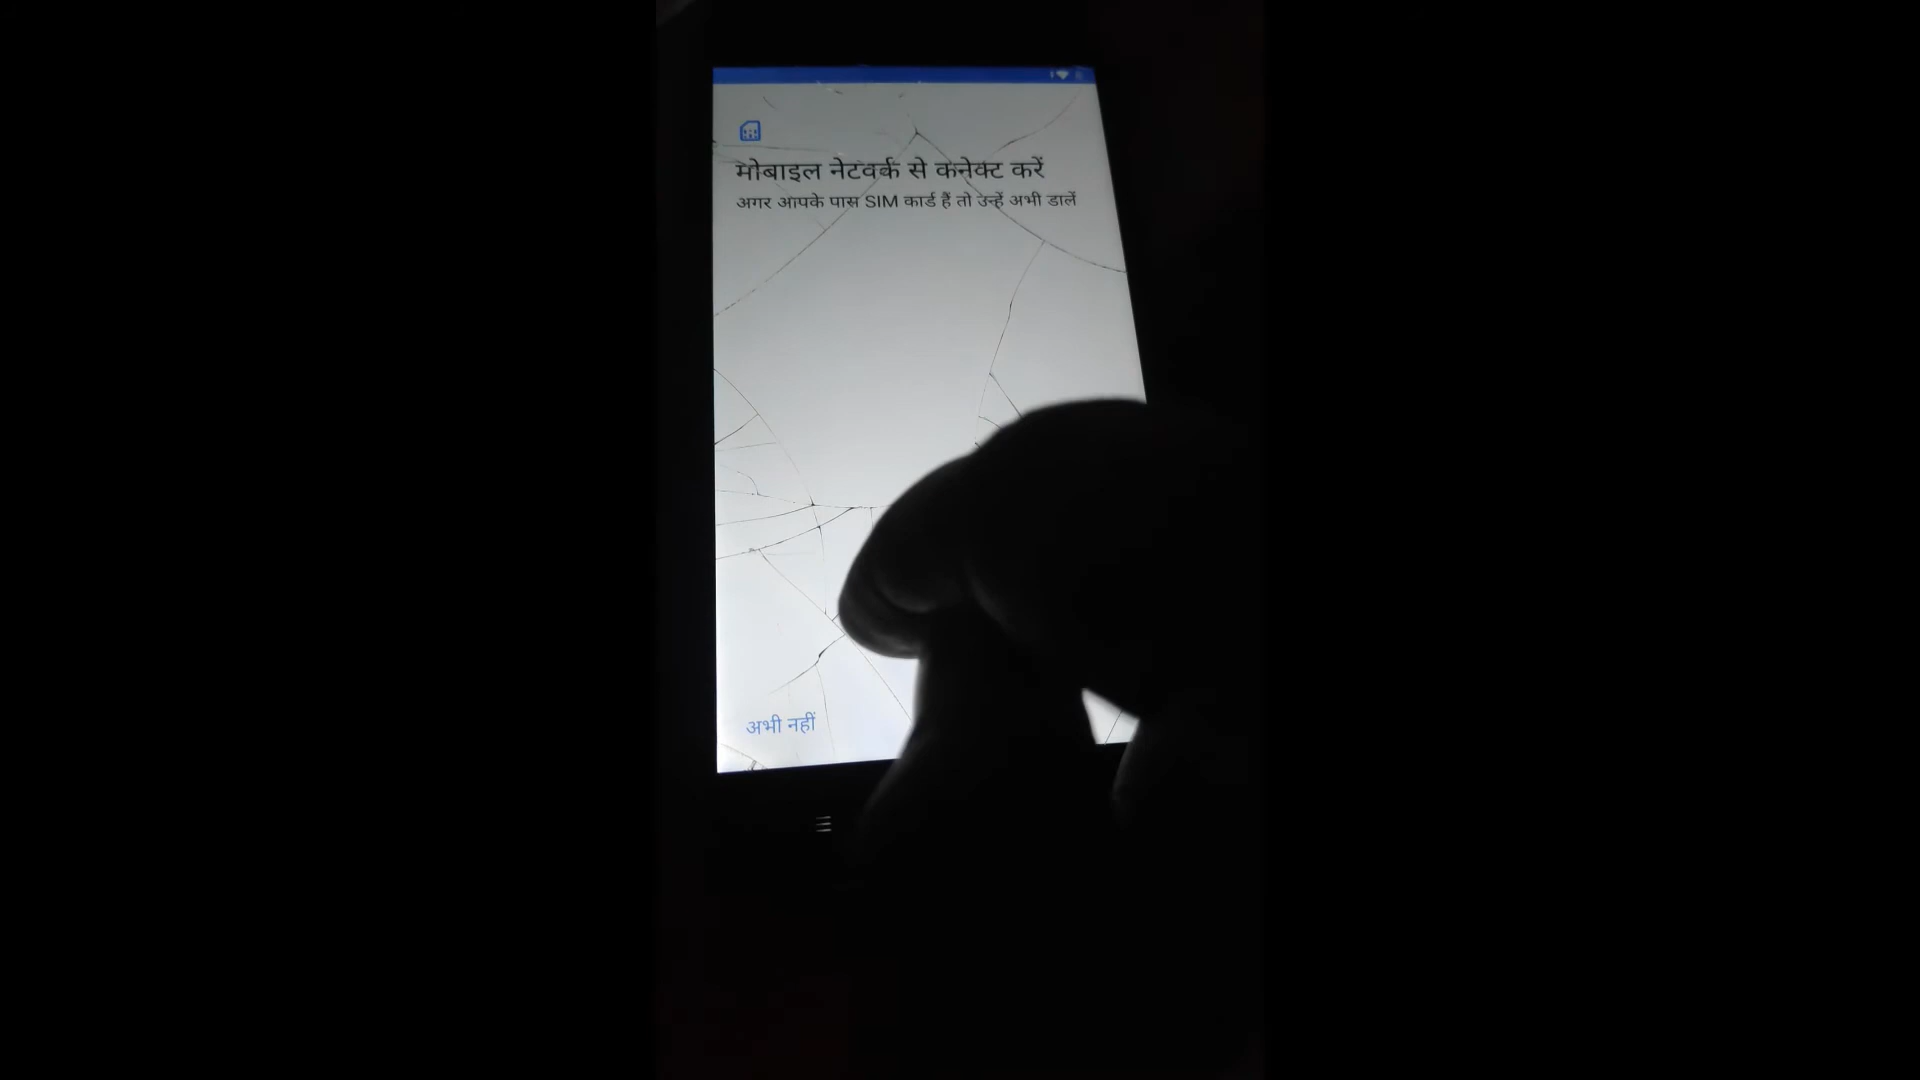 मोबाइल नेटवर्क से कनेक्ट करें
अगर आपके पास SIM कार्ड हैं तो उन्हें अभी डालें
अभी नहीं